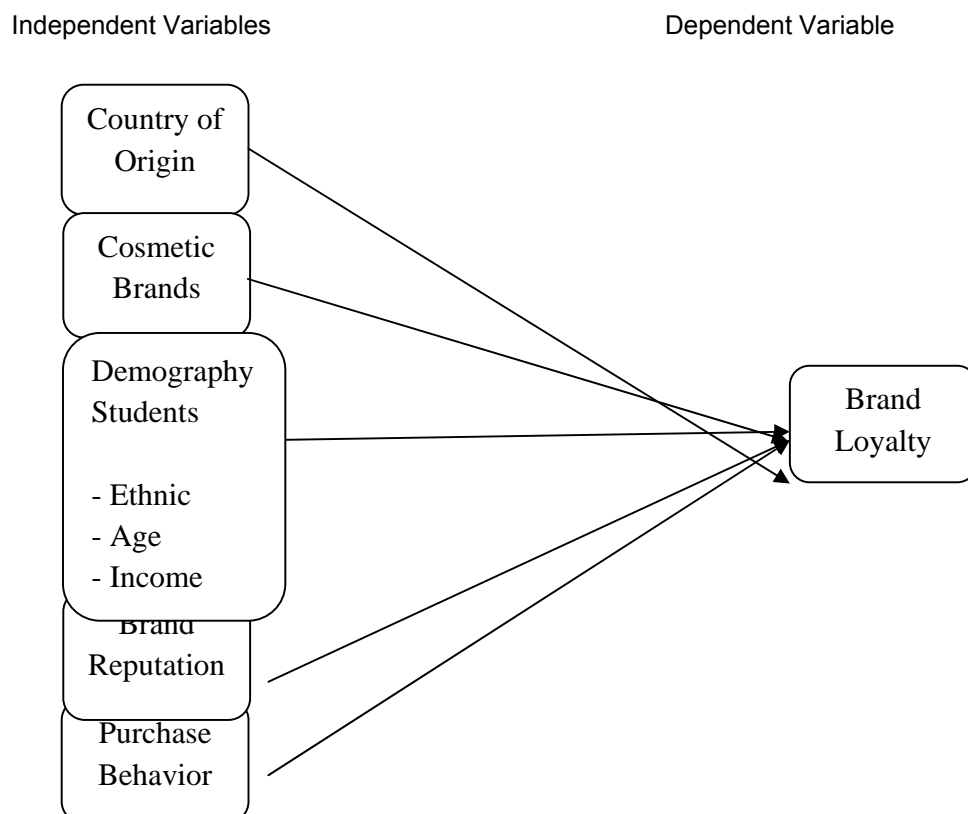 Independent Variables
Dependent Variable
Country of
Origin
Cosmetic
Brands
Demography
Students
- Ethnic
- Age
- Income
Brand
Reputation
Purchase
Behavior
Brand
Loyalty